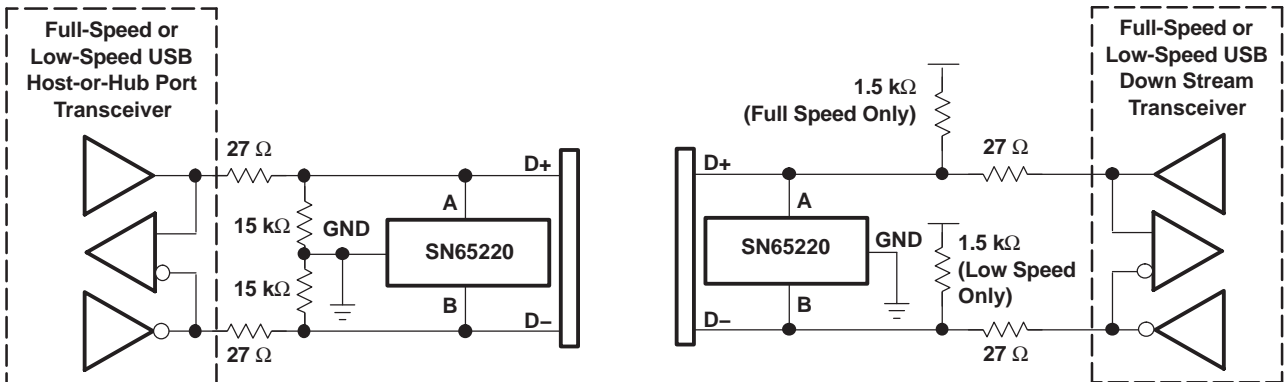 Full-Speed or
Low-Speed USB
Host-or-Hub Port
Transceiver
27 Ω
D+
A
15 kΩ
GND
SN65220
15 kΩ
B
D–
27 Ω
Full-Speed or
Low-Speed USB
Down Stream
Transceiver
1.5 kΩ
(Full Speed Only)
27 Ω
D+
A
SN65220
GND
1.5 kΩ
(Low Speed
Only)
B
D–
27 Ω